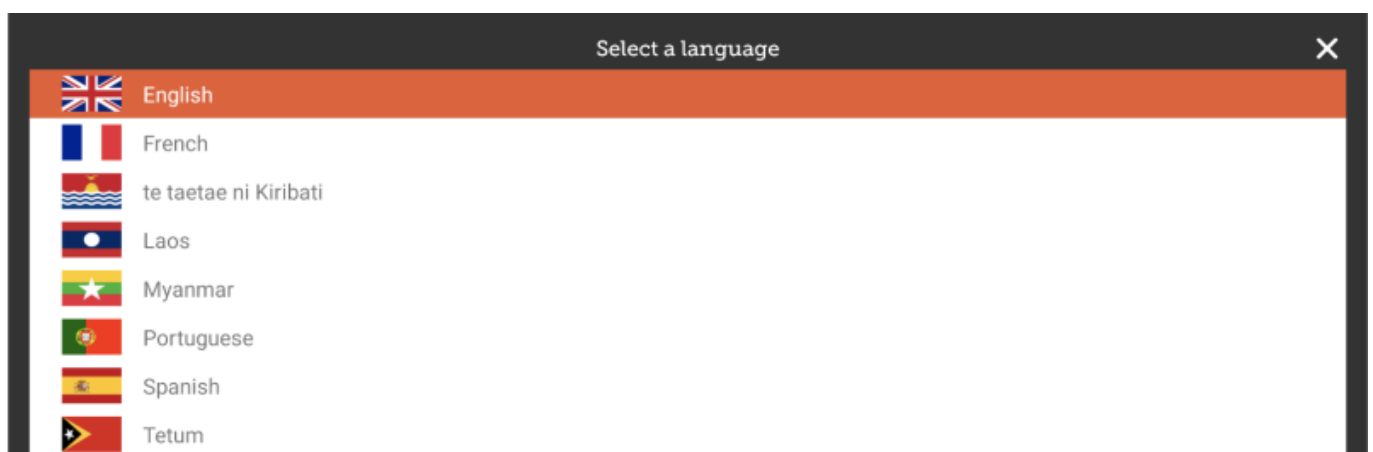 Select a language
English
French
te taetae ni Kiribati
Laos
Myanmar
Portuguese
Spanish
Tetum